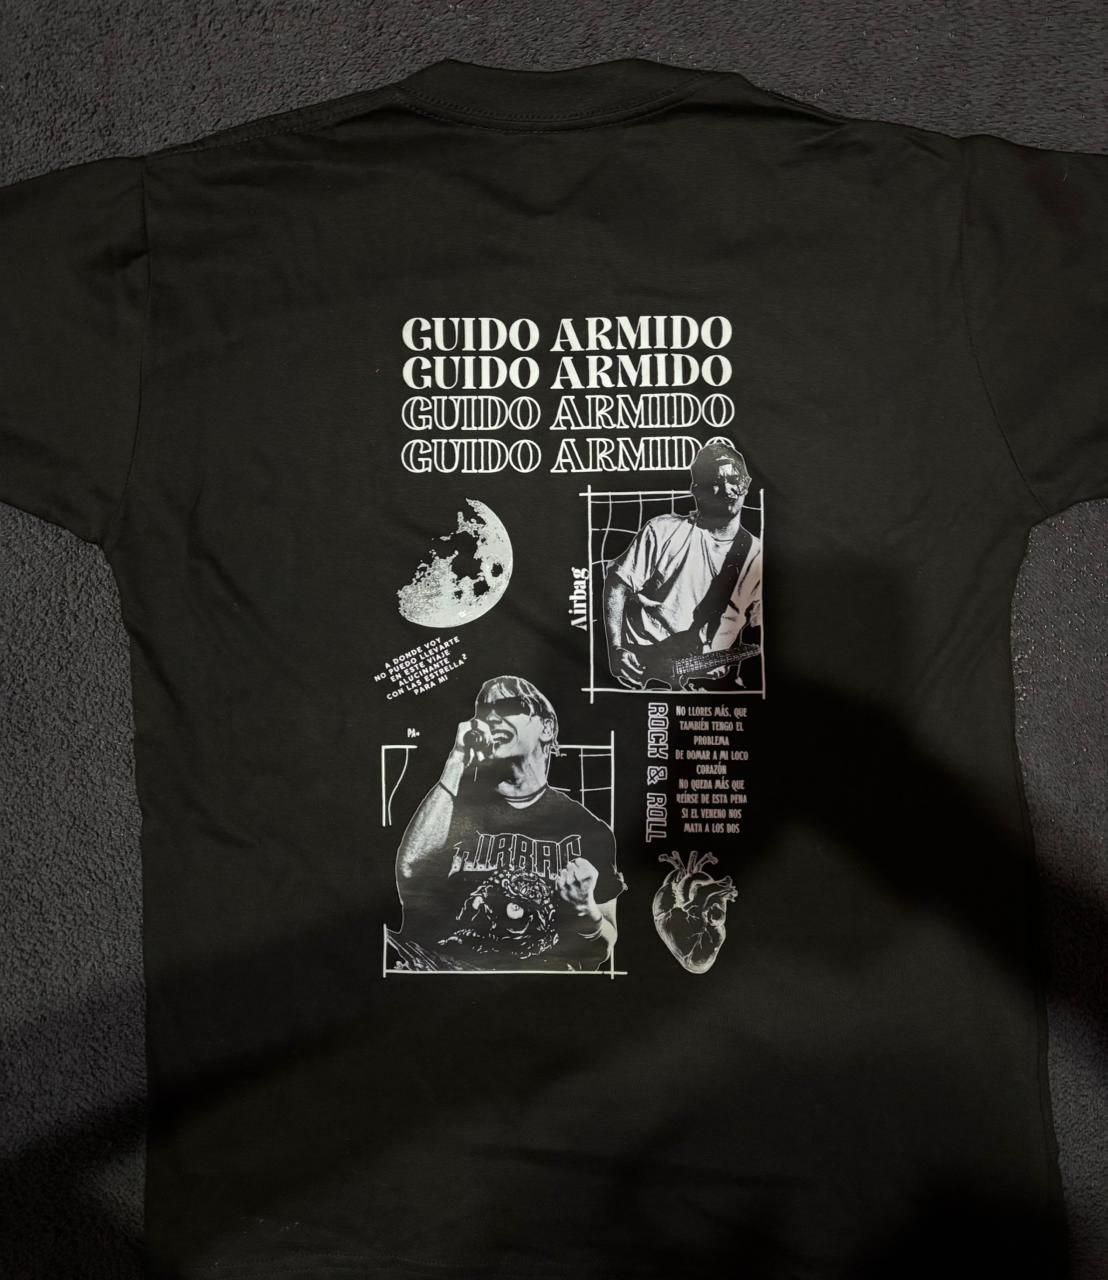 GUIDO ARMIDO
GUIDO ARMIDO
GUIDO ARMIDO
GUIDO ARMIDO
Airbag
A DONDE VOY
NO PUEDO LLEVARTE
EN ESTE VIAJE
ALUCINANTE
CON LAS ESTRELLAS
PARA MI
PA
AIRBAG
ROCK & ROLL
NO LLORES MÁS, QUE
TAMBIÉN TENGO EL
PROBLEMA
DE DOMAR A MI LOCO
CORAZÓN
NO QUEDA MÁS QUE
REÍRSE DE ESTA PENA
SI EL VENENO NOS
MATA A LOS DOS